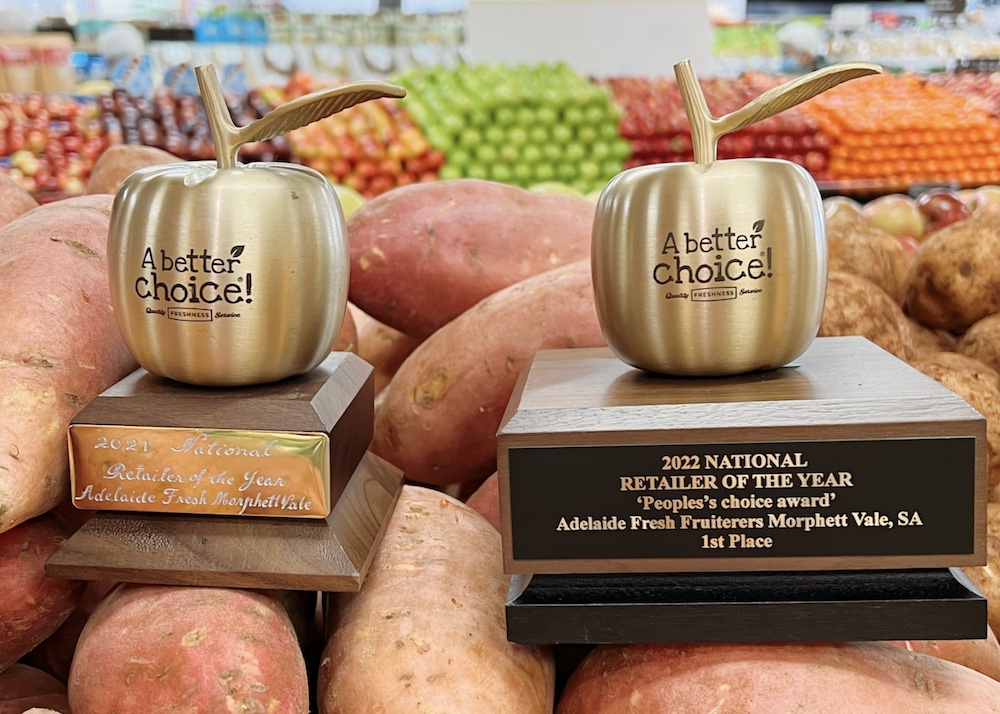 A better
choice!
Quality FRESHNESS Service
2021 National
Retailer of the Year
Adelaide Fresh Morphett Vale
A better
choice!
Quality FRESHNESS Service
2022 NATIONAL
RETAILER OF THE YEAR
‘Peoples’s choice award’
Adelaide Fresh Fruiterers Morphett Vale, SA
1st Place